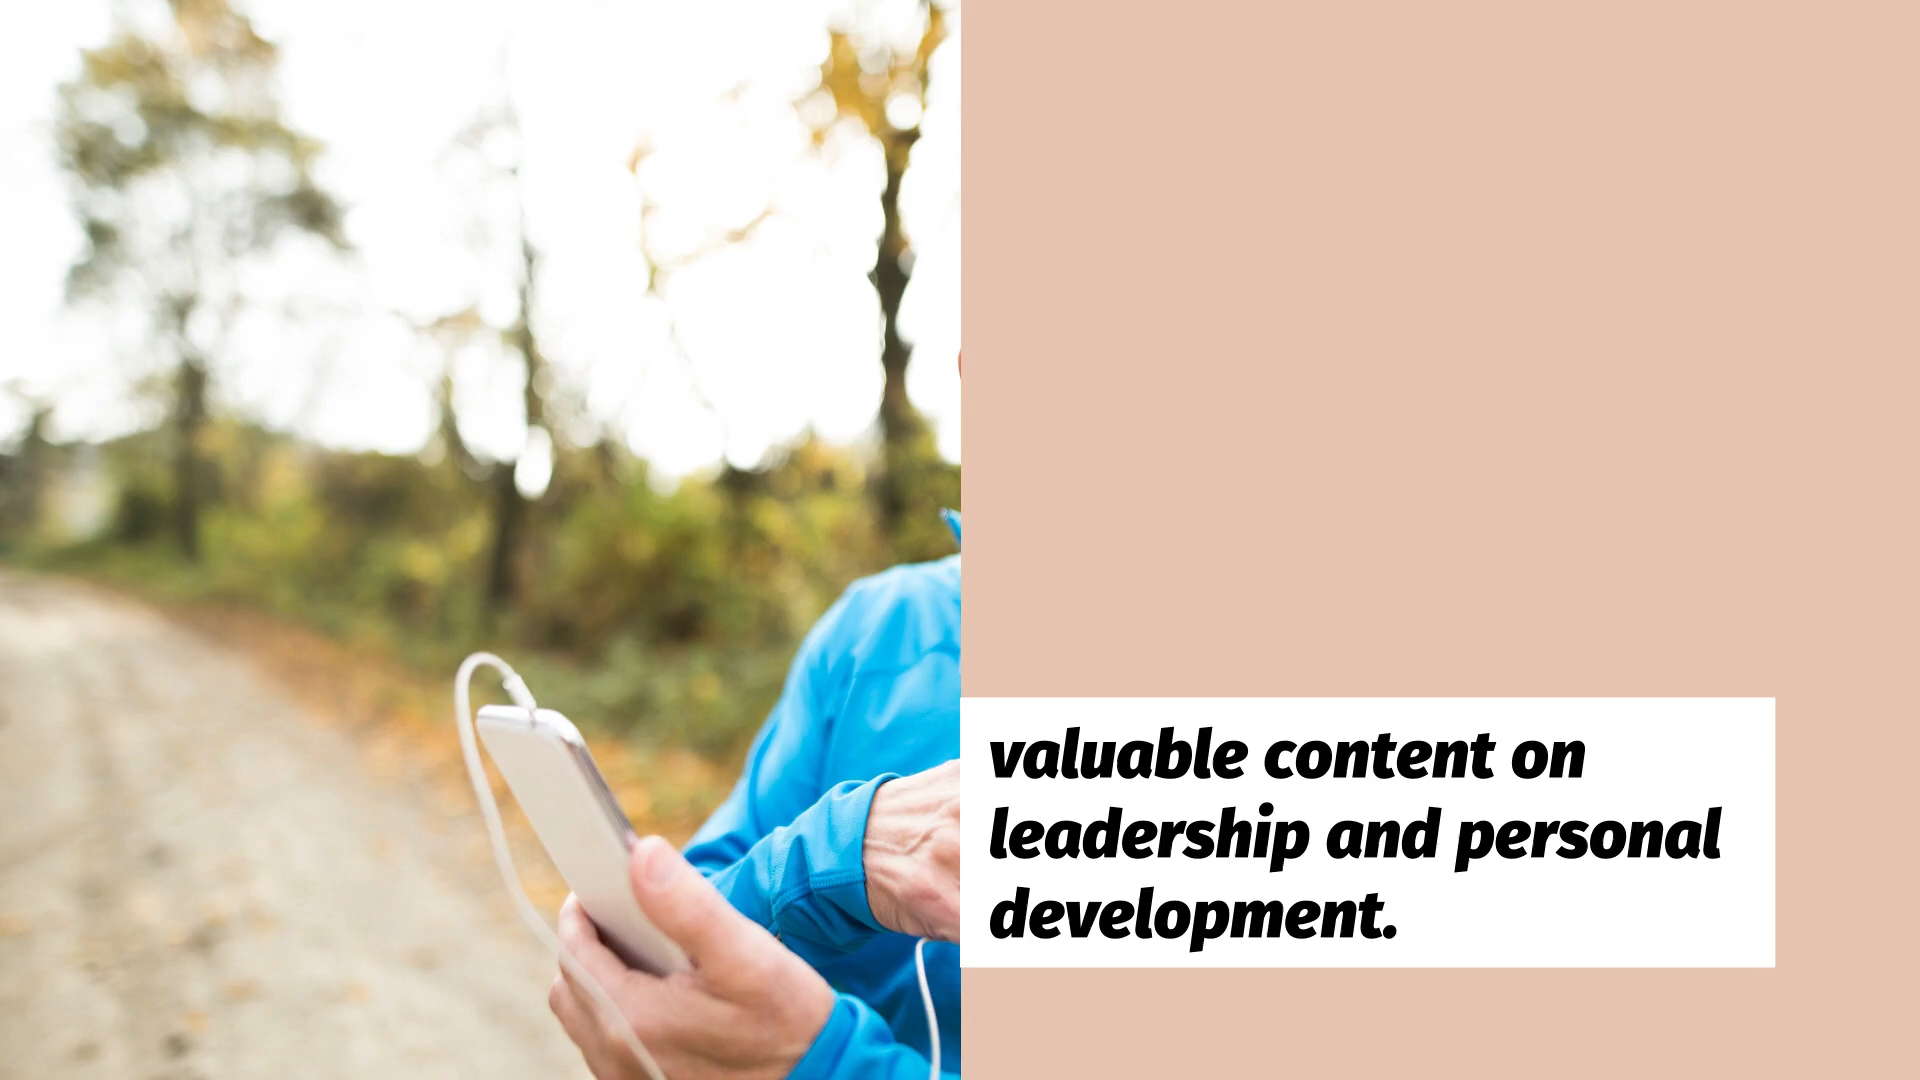 valuable content on
leadership and personal
development.